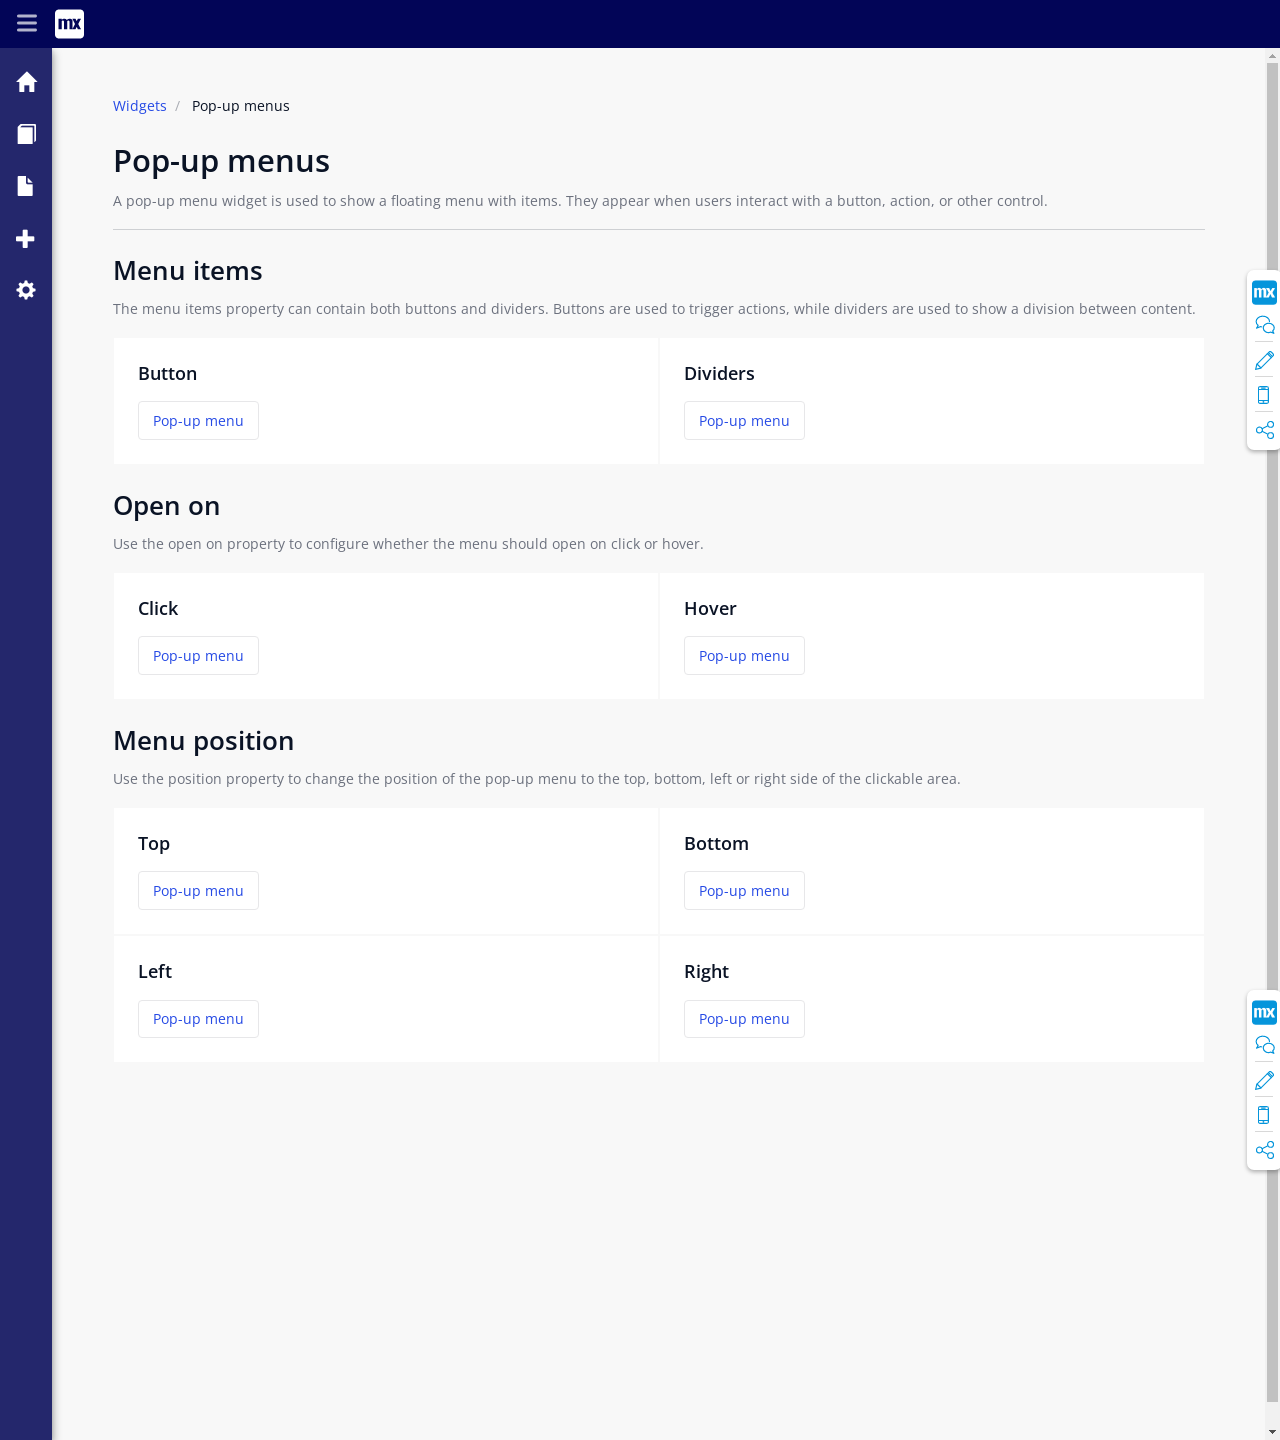 mx
Widgets / Pop-up menus
Pop-up menus
A pop-up menu widget is used to show a floating menu with items. They appear when users interact with a button, action, or other control.
Menu items
The menu items property can contain both buttons and dividers. Buttons are used to trigger actions, while dividers are used to show a division between content.
mx
Button
Dividers
Pop-up menu
Pop-up menu
Open on
Use the open on property to configure whether the menu should open on click or hover.
Click
Hover
Pop-up menu
Pop-up menu
Menu position
Use the position property to change the position of the pop-up menu to the top, bottom, left or right side of the clickable area.
Top
Bottom
Pop-up menu
Pop-up menu
Left
Right
Pop-up menu
Pop-up menu
mx